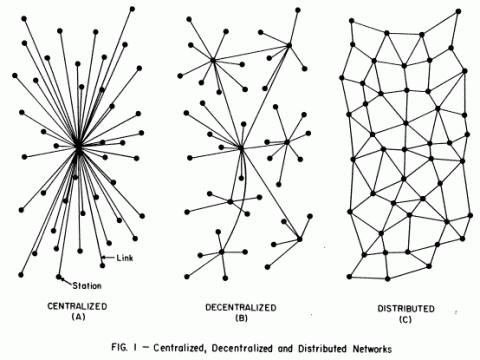 Link
Station
CENTRALIZED
(A)
DECENTRALIZED
(B)
DISTRIBUTED
(C)
FIG. I — Centralized, Decentralized and Distributed Networks